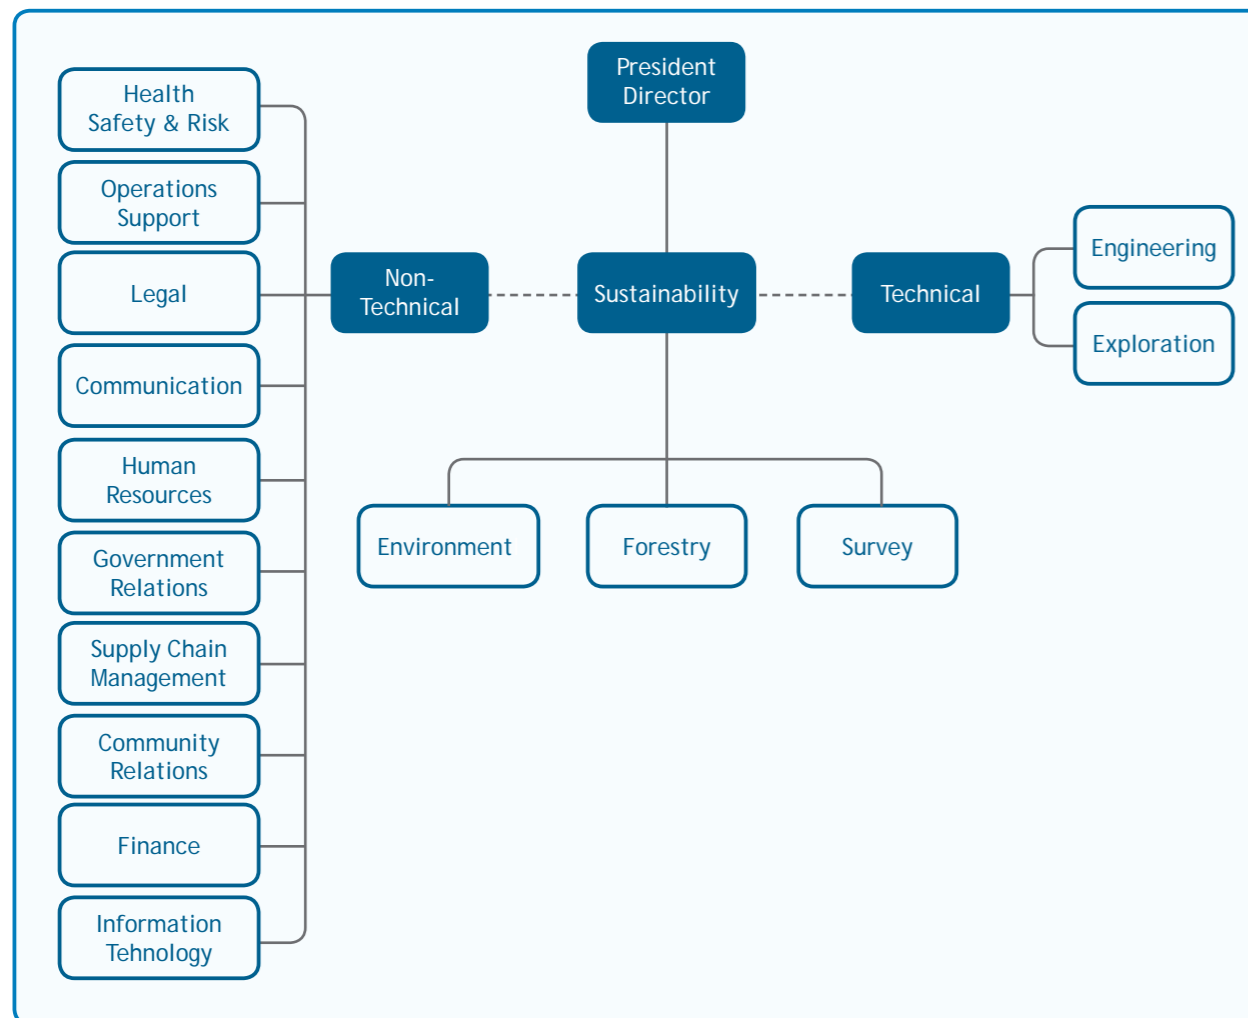 President
Director
Health
Safety & Risk
Operations
Support
Legal
Communication
Human
Resources
Government
Relations
Supply Chain
Management
Community
Relations
Finance
Information
Tehnology
Non-
Technical
Sustainability
Technical
Engineering
Exploration
Environment
Forestry
Survey